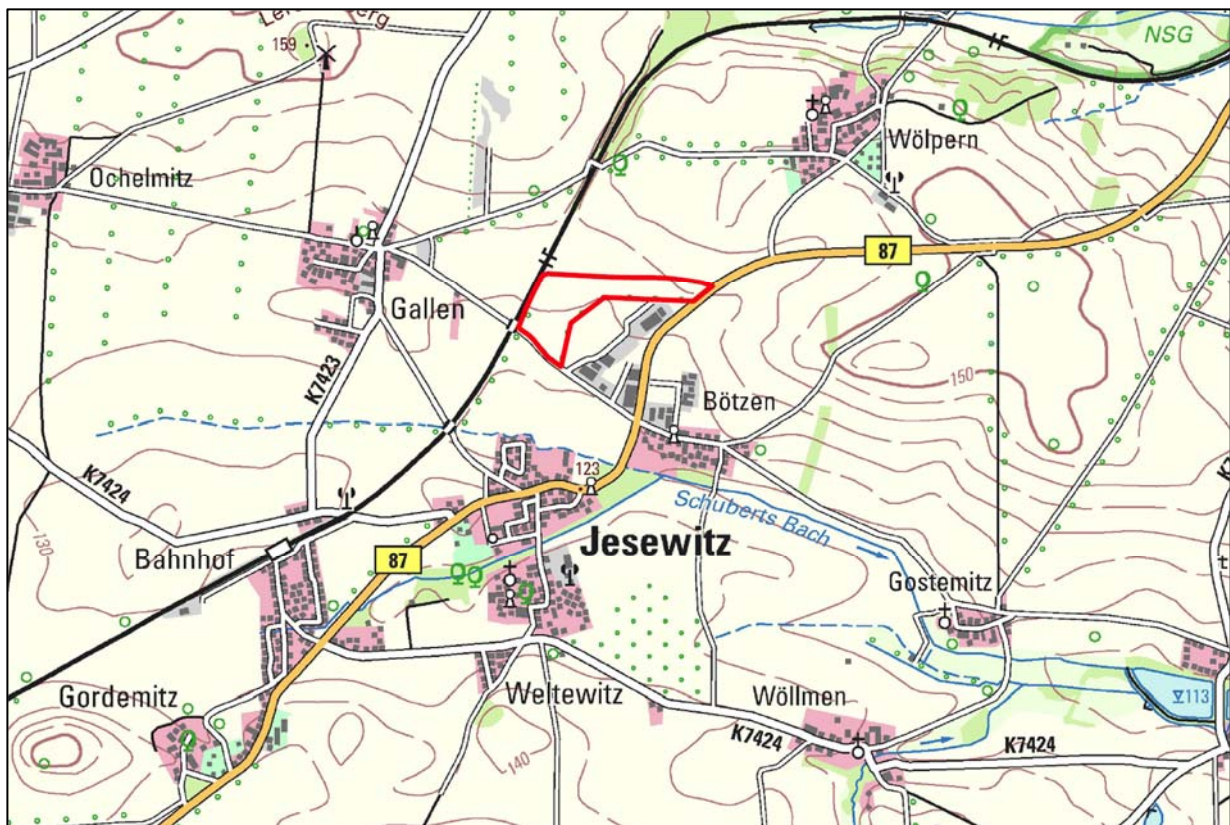 159
NSG
Wölpern
Ochelmitz
87
Gallen
K7423
150
Bötzen
K7424
123
Schuberts Bach
130
Bahnhof
87
Jesewitz
Gostemitz
Gordemitz
Weltewitz
Wöllmen
113
K7424
K7424
140